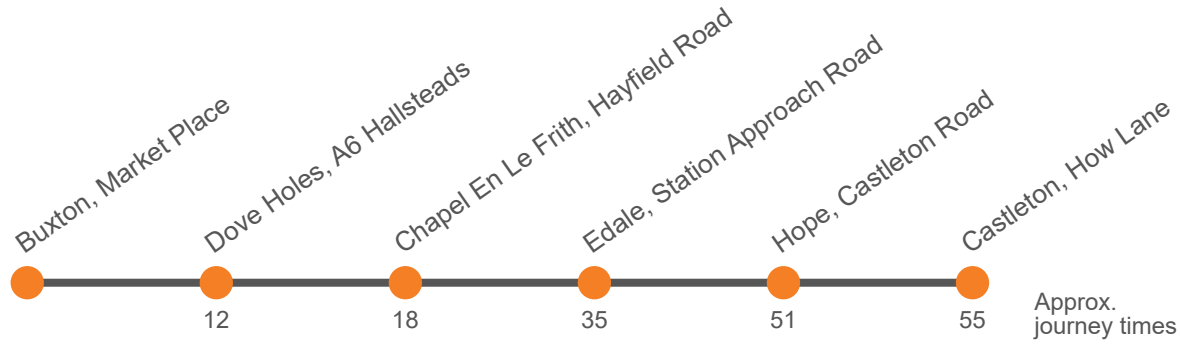 Buxton, Market Place
Dove Holes, A6 Hallsteads
Chapel En Le Frith, Hayfield Road
Edale, Station Approach Road
Hope, Castleton Road
Castleton, How Lane
12
18
35
51
55
Approx.
journey times